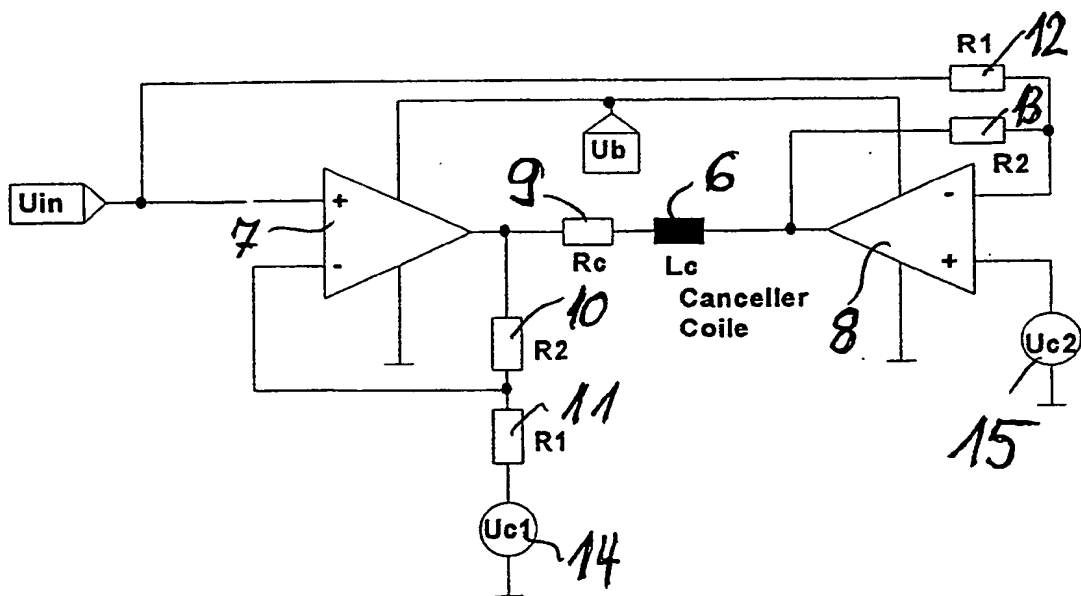 R1 12
Ub
13
R2
Uin
+
7
-
9
Rc
6
Lc
Canceller
Coile
-
+
8
10
R2
11
R1
Uc2
15
Uc1
14